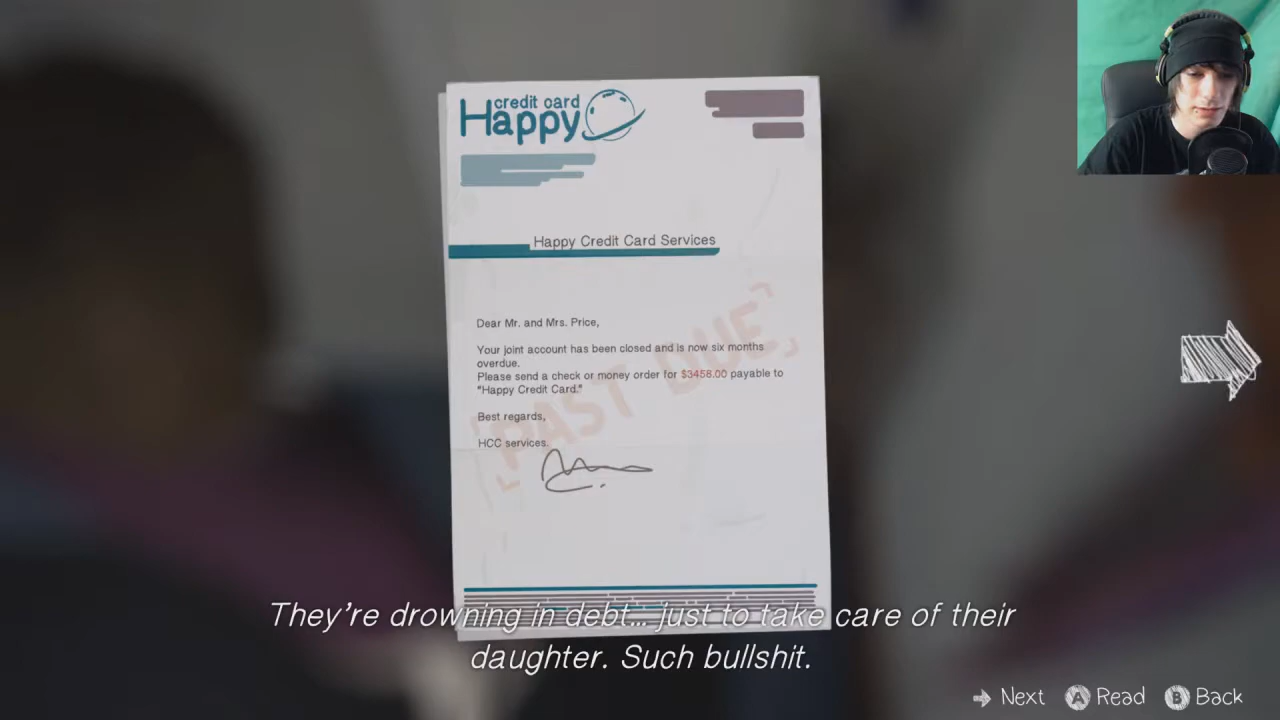 credit card
Happy
Happy Credit Card Services
PAST DUE
Dear Mr. and Mrs. Price,
Your joint account has been closed and is now six months
overdue.
Please send a check or money order for $3458.00 payable to
"Happy Credit Card."
Best regards,
HCC services.
They're drowning in debt... just to take care of their
daughter. Such bullshit.
Next A Read B Back